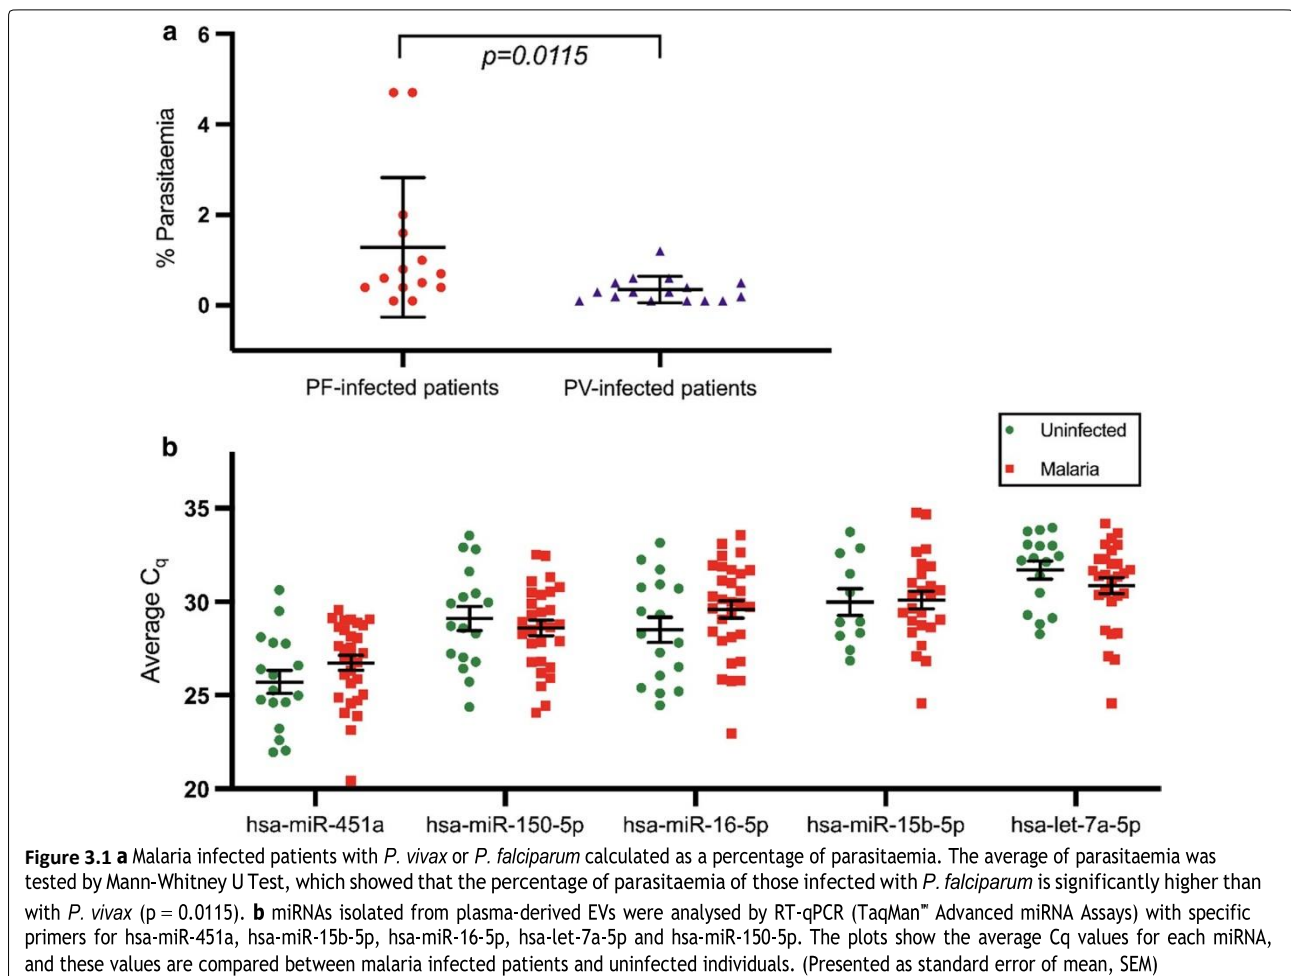 a
6
4
2
0
% Parasitaemia
p=0.0115
PF-infected patients
PV-infected patients
b
Uninfected
Malaria
35
30
25
20
Average Cq
hsa-miR-451a
hsa-miR-150-5p
hsa-miR-16-5p
hsa-miR-15b-5p
hsa-let-7a-5p
Figure 3.1 a Malaria infected patients with P. vivax or P. falciparum calculated as a percentage of parasitaemia. The average of parasitaemia was
tested by Mann-Whitney U Test, which showed that the percentage of parasitaemia of those infected with P. falciparum is significantly higher than
with P. vivax (p = 0.0115). b miRNAs isolated from plasma-derived EVs were analysed by RT-qPCR (TaqMan™ Advanced miRNA Assays) with specific
primers for hsa-miR-451a, hsa-miR-15b-5p, hsa-miR-16-5p, hsa-let-7a-5p and hsa-miR-150-5p. The plots show the average Cq values for each miRNA,
and these values are compared between malaria infected patients and uninfected individuals. (Presented as standard error of mean, SEM)